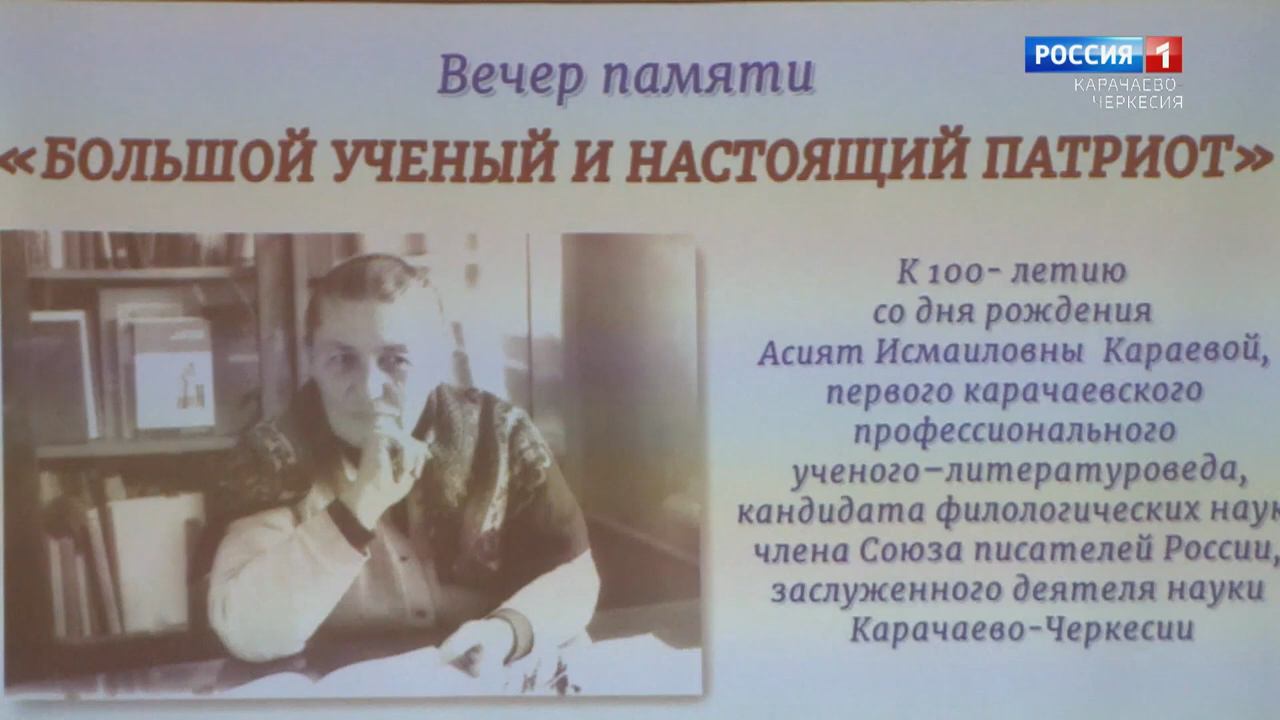 РОССИЯ 1
КАРАЧАЕВО-
ЧЕРКЕСИЯ
Вечер памяти
«БОЛЬШОЙ УЧЕНЫЙ И НАСТОЯЩИЙ ПАТРИОТ»
К 100- летию
со дня рождения
Асият Исмаиловны Караевой,
первого карачаевского
профессионального
ученого–литературоведа,
кандидата филологических наук
члена Союза писателей России,
заслуженного деятеля науки
Карачаево-Черкесии